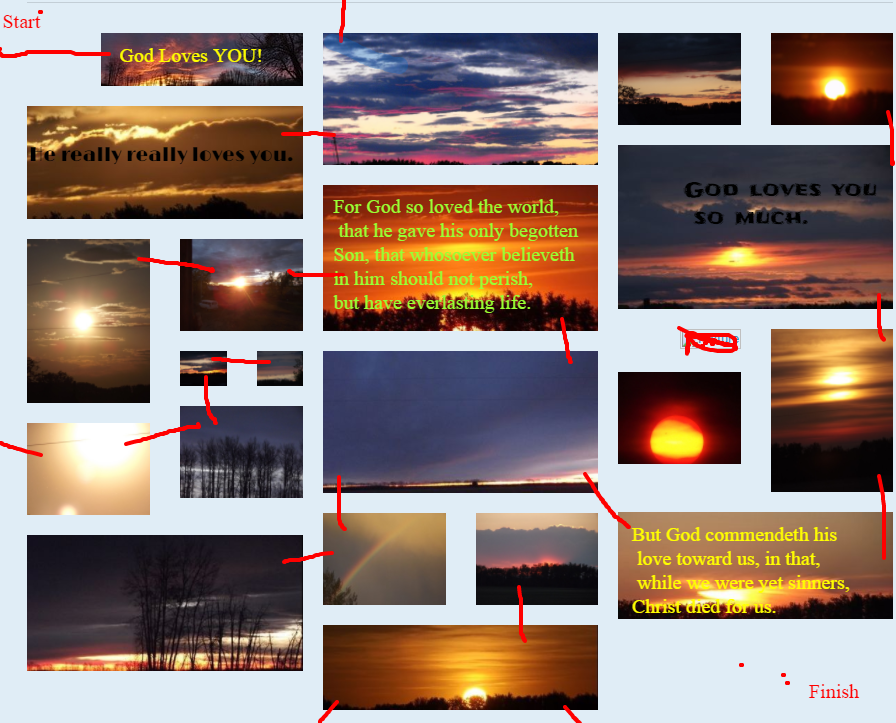 Start
God Loves YOU!
He really really loves you.
For God so loved the world,
that he gave his only begotten
Son, that whosoever believeth
in him should not perish,
but have everlasting life.
God loves you
so much.
But God commendeth his
love toward us, in that,
while we were yet sinners,
Christ died for us.
Finish